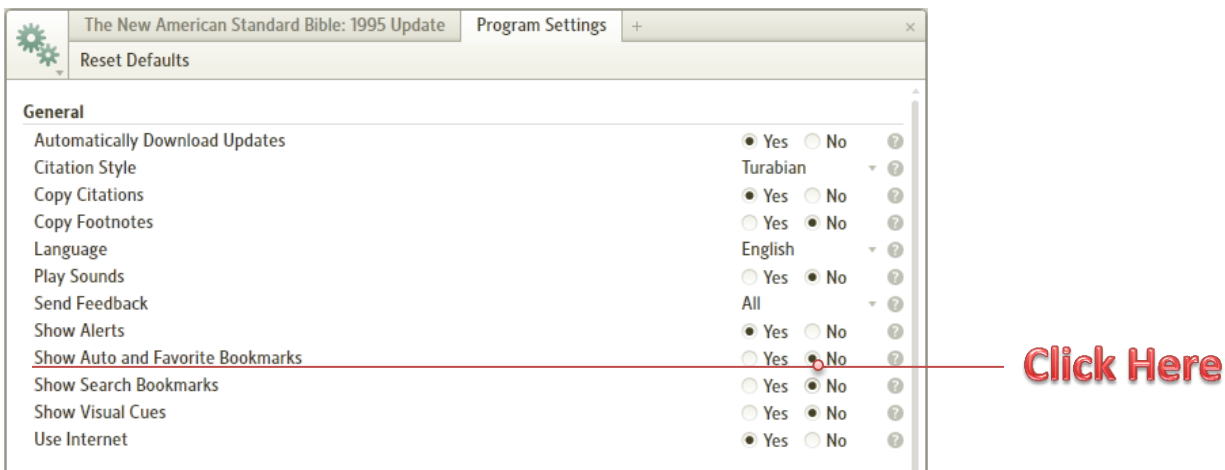 The New American Standard Bible: 1995 Update Program Settings + ×
Reset Defaults
General
Automatically Download Updates Yes No ?
Citation Style Turabian ?
Copy Citations Yes No ?
Copy Footnotes Yes No ?
Language English ?
Play Sounds Yes No ?
Send Feedback All ?
Show Alerts Yes No ?
Show Auto and Favorite Bookmarks Yes No ? Click Here
Show Search Bookmarks Yes No ?
Show Visual Cues Yes No ?
Use Internet Yes No ?